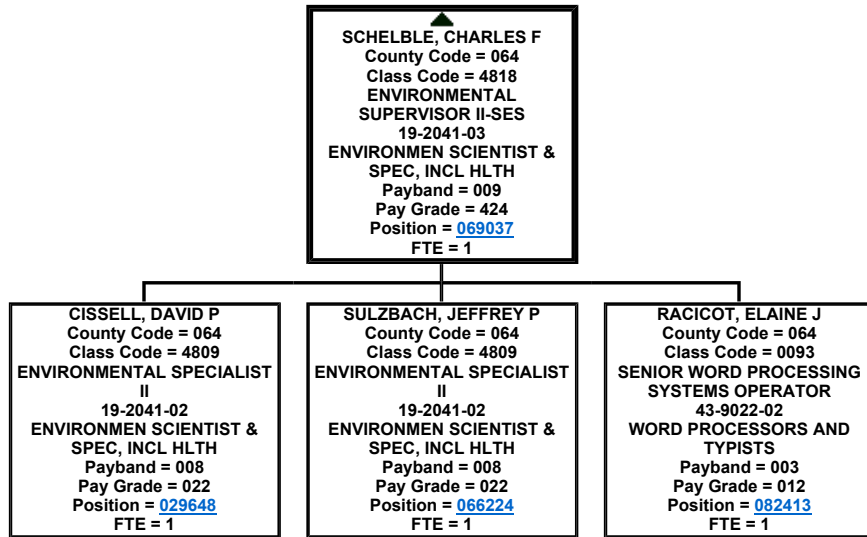 SCHELBLE, CHARLES F
County Code = 064
Class Code = 4818
ENVIRONMENTAL
SUPERVISOR II-SES
19-2041-03
ENVIRONMEN SCIENTIST &
SPEC, INCL HLTH
Payband = 009
Pay Grade = 424
Position = 069037
FTE = 1
CISSELL, DAVID P
County Code = 064
Class Code = 4809
ENVIRONMENTAL SPECIALIST
II
19-2041-02
ENVIRONMEN SCIENTIST &
SPEC, INCL HLTH
Payband = 008
Pay Grade = 022
Position = 029648
FTE = 1
SULZBACH, JEFFREY P
County Code = 064
Class Code = 4809
ENVIRONMENTAL SPECIALIST
II
19-2041-02
ENVIRONMEN SCIENTIST &
SPEC, INCL HLTH
Payband = 008
Pay Grade = 022
Position = 066224
FTE = 1
RACICOT, ELAINE J
County Code = 064
Class Code = 0093
SENIOR WORD PROCESSING
SYSTEMS OPERATOR
43-9022-02
WORD PROCESSORS AND
TYPISTS
Payband = 003
Pay Grade = 012
Position = 082413
FTE = 1